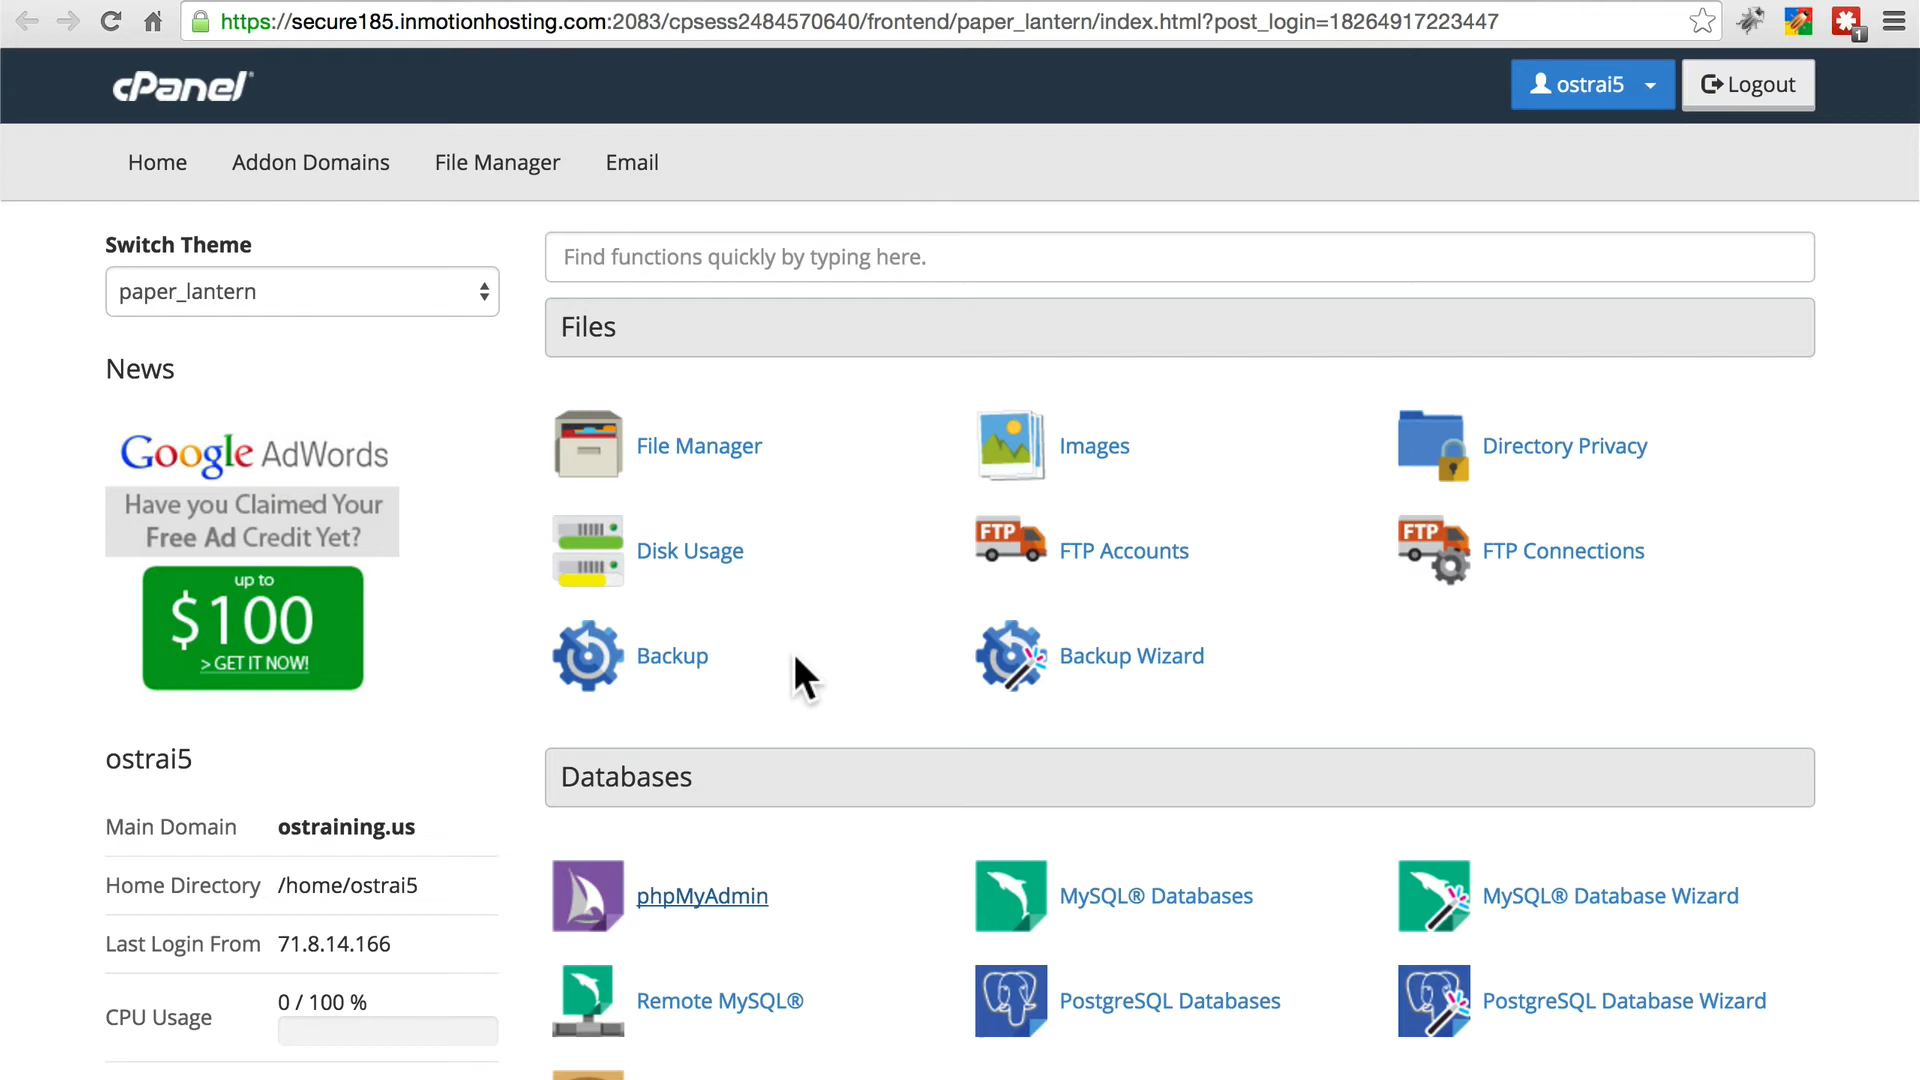 https://secure185.inmotionhosting.com:2083/cpsess2484570640/frontend/paper_lantern/index.html?post_login=18264917223447
1
cPanel
ostrai5
Logout
Home
Addon Domains
File Manager
Email
Switch Theme
paper_lantern
Find functions quickly by typing here.
Files
News
Google AdWords
Have you Claimed Your
Free Ad Credit Yet?
up to
$100
> GET IT NOW!
File Manager
Images
Directory Privacy
Disk Usage
FTP
FTP Accounts
FTP
FTP Connections
Backup
Backup Wizard
ostrai5
Main Domain
ostraining.us
Home Directory
/home/ostrai5
Last Login From
71.8.14.166
CPU Usage
0 / 100 %
Databases
phpMyAdmin
MySQL® Databases
MySQL® Database Wizard
Remote MySQL®
PostgreSQL Databases
PostgreSQL Database Wizard